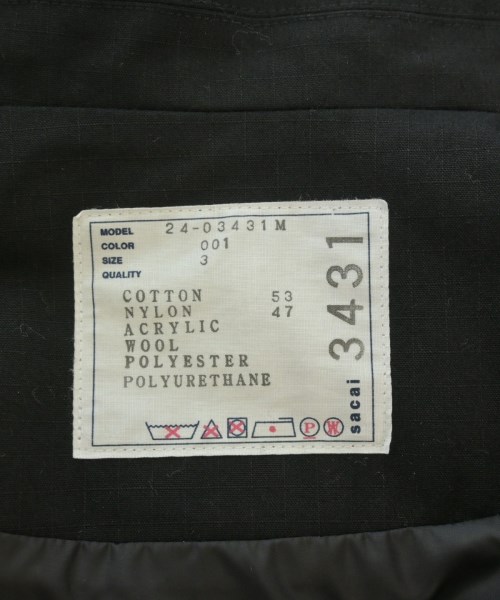 MODEL 24-03431M
COLOR 001
SIZE 3
QUALITY
COTTON 53
NYLON 47
ACRYLIC
WOOL
POLYESTER
POLYURETHANE
P W
sacai 3431